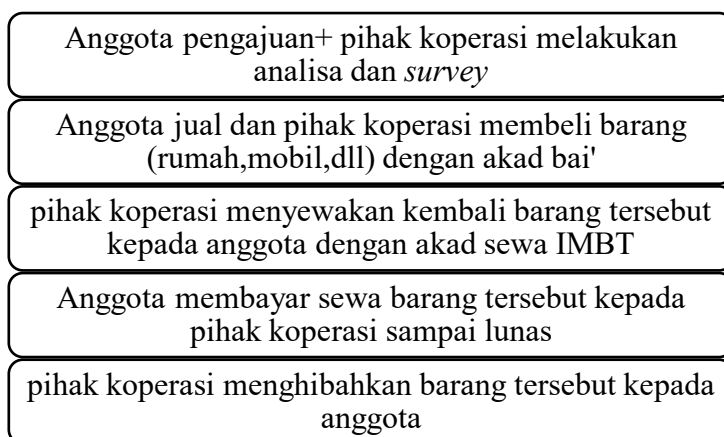 Anggota pengajuan+ pihak koperasi melakukan
analisa dan survey
Anggota jual dan pihak koperasi membeli barang
(rumah,mobil,dll) dengan akad bai'
pihak koperasi menyewakan kembali barang tersebut
kepada anggota dengan akad sewa IMBT
Anggota membayar sewa barang tersebut kepada
pihak koperasi sampai lunas
pihak koperasi menghibahkan barang tersebut kepada
anggota